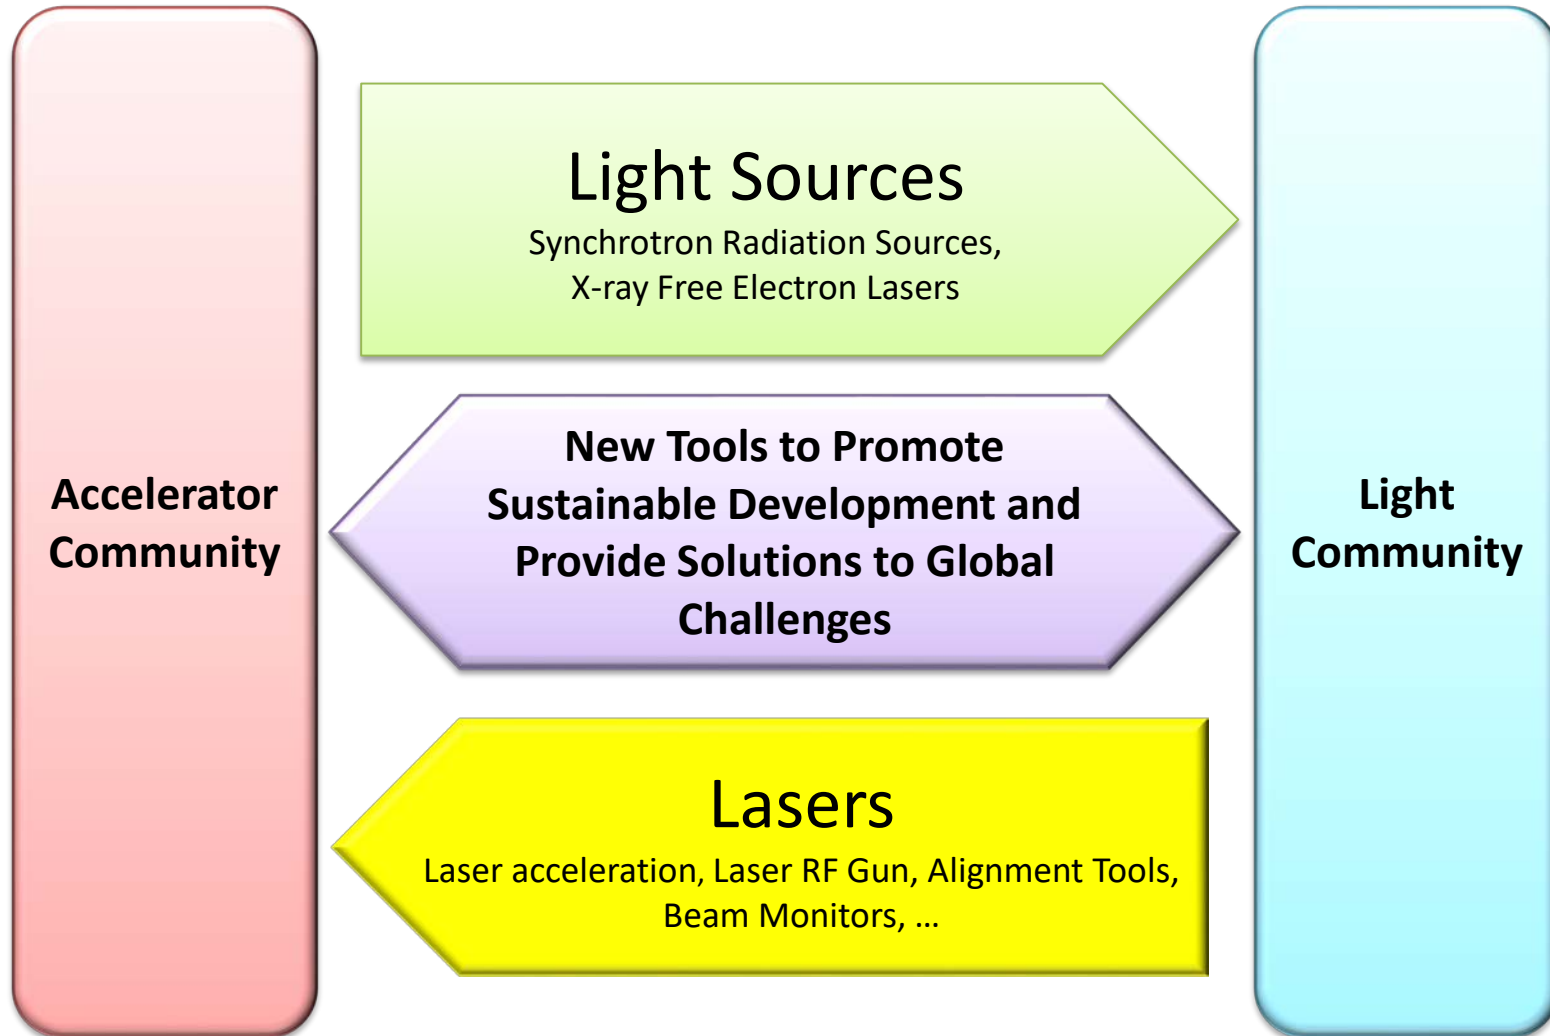 Accelerator
Community
Light Sources
Synchrotron Radiation Sources,
X-ray Free Electron Lasers
New Tools to Promote
Sustainable Development and
Provide Solutions to Global
Challenges
Lasers
Laser acceleration, Laser RF Gun, Alignment Tools,
Beam Monitors, ...
Light
Community